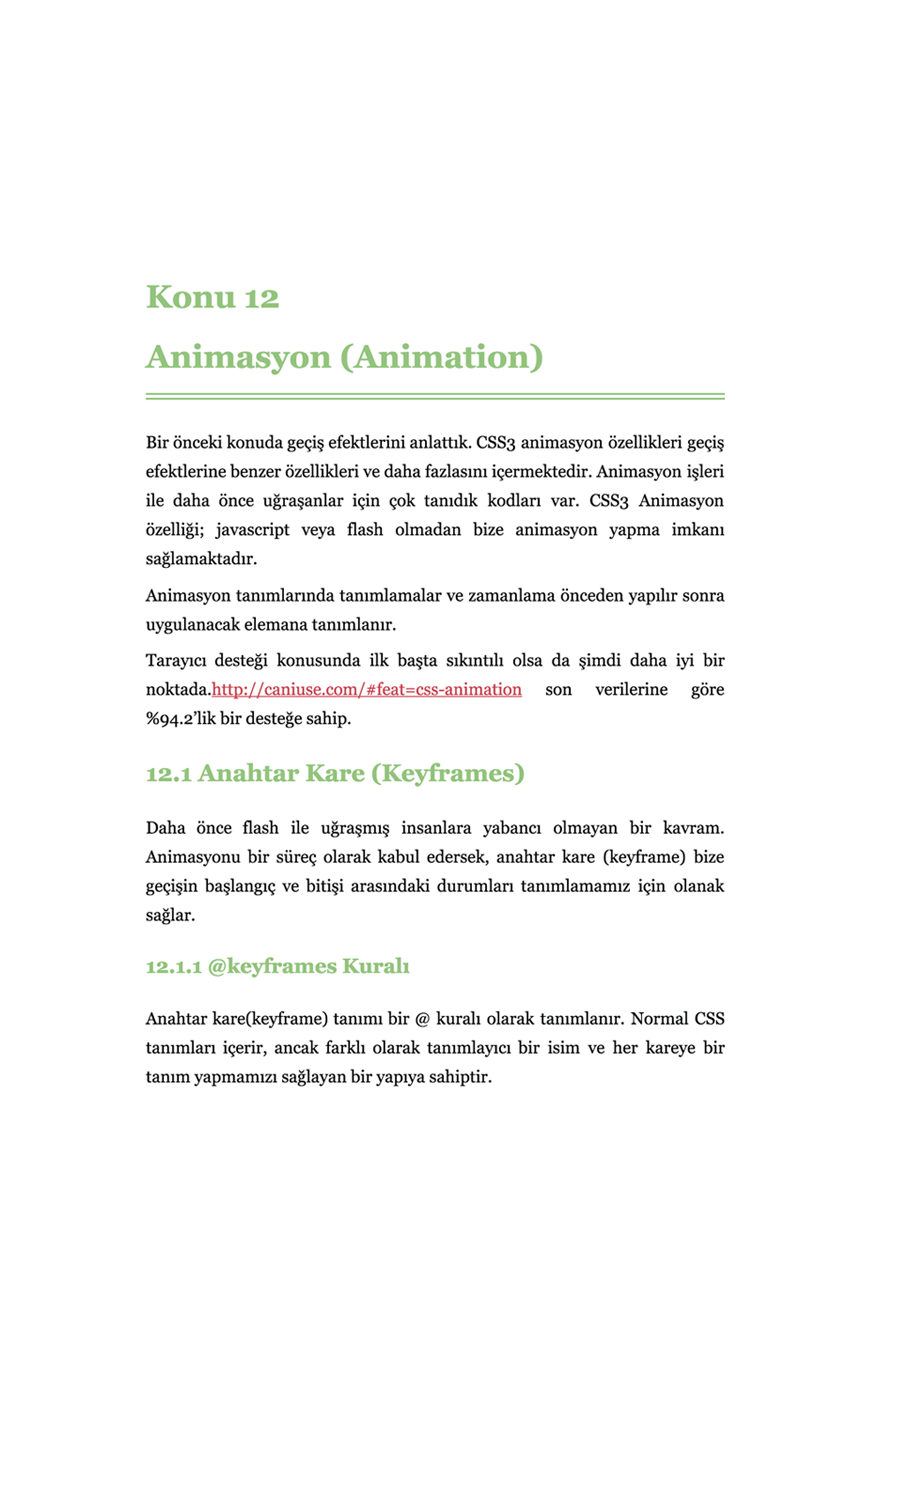 Konu 12
Animasyon (Animation)
Bir önceki konuda geçiş efektlerini anlattık. CSS3 animasyon özellikleri geçiş
efektlerine benzer özellikleri ve daha fazlasını içermektedir. Animasyon işleri
ile daha önce uğraşanlar için çok tanıdık kodları var. CSS3 Animasyon
özelliği; javascript veya flash olmadan bize animasyon yapma imkanı
sağlamaktadır.
Animasyon tanımlarında tanımlamalar ve zamanlama önceden yapılır sonra
uygulanacak elemana tanımlanır.
Tarayıcı desteği konusunda ilk başta sıkıntılı olsa da şimdi daha iyi bir
noktada.http://caniuse.com/#feat=css-animation son verilerine göre
%94.2’lik bir desteğe sahip.
12.1 Anahtar Kare (Keyframes)
Daha önce flash ile uğraşmış insanlara yabancı olmayan bir kavram.
Animasyonu bir süreç olarak kabul edersek, anahtar kare (keyframe) bize
geçişin başlangıç ve bitişi arasındaki durumları tanımlamamız için olanak
sağlar.
12.1.1 @keyframes Kuralı
Anahtar kare(keyframe) tanımı bir @ kuralı olarak tanımlanır. Normal CSS
tanımları içerir, ancak farklı olarak tanımlayıcı bir isim ve her kareye bir
tanım yapmamızı sağlayan bir yapıya sahiptir.